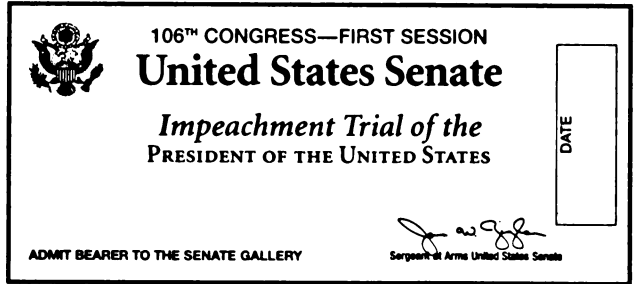 106TH CONGRESS—FIRST SESSION
United States Senate
Impeachment Trial of the
PRESIDENT OF THE UNITED STATES
DATE
ADMIT BEARER TO THE SENATE GALLERY
Sergeant at Arms United States Senate